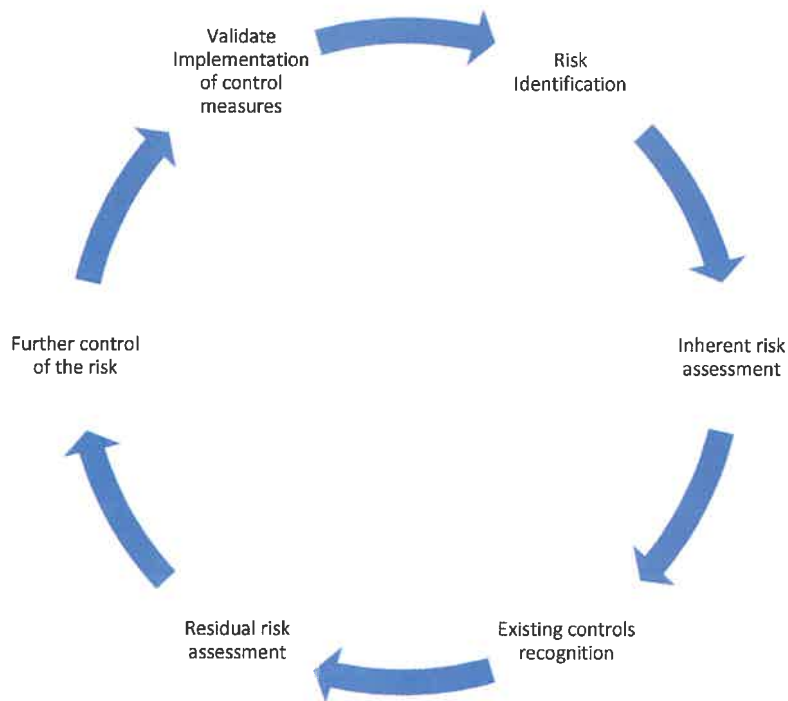 Validate
Implementation
of control
measures
Risk
Identification
Inherent risk
assessment
Existing controls
recognition
Residual risk
assessment
Further control
of the risk